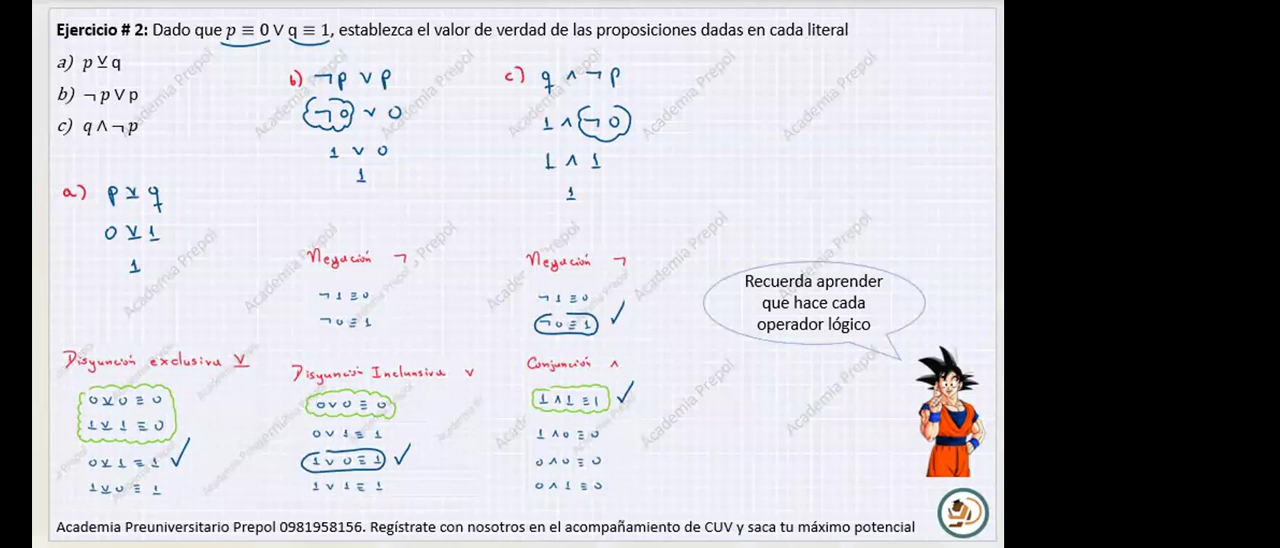 Ejercicio # 2: Dado que p ≡ 0 ∨ q ≡ 1, establezca el valor de verdad de las proposiciones dadas en cada literal
a) p ⊻ q
b) ¬ p ∨ p
c) q ∧ ¬ p
a) p ⊻ q
0 ⊻ 1
1
b) ¬p ∨ p
¬0 ∨ 0
1 ∨ 0
1
c) q ∧ ¬p
1 ∧ ¬0
1 ∧ 1
1
Disyunción exclusiva ⊻
0 ⊻ 0 ≡ 0
1 ⊻ 1 ≡ 0
0 ⊻ 1 ≡ 1 ✓
1 ⊻ 0 ≡ 1
Negación ¬
¬1 ≡ 0
¬0 ≡ 1
Disyunción Inclunsiva ∨
0 ∨ 0 ≡ 0
0 ∨ 1 ≡ 1
1 ∨ 0 ≡ 1 ✓
1 ∨ 1 ≡ 1
Negación ¬
¬1 ≡ 0
¬0 ≡ 1 ✓
Conjunción ∧
1 ∧ 1 ≡ 1 ✓
1 ∧ 0 ≡ 0
0 ∧ 0 ≡ 0
0 ∧ 1 ≡ 0
Recuerda aprender
que hace cada
operador lógico
Academia Prepol
Academia Preuniversitario Prepol 0981958156. Regístrate con nosotros en el acompañamiento de CUV y saca tu máximo potencial